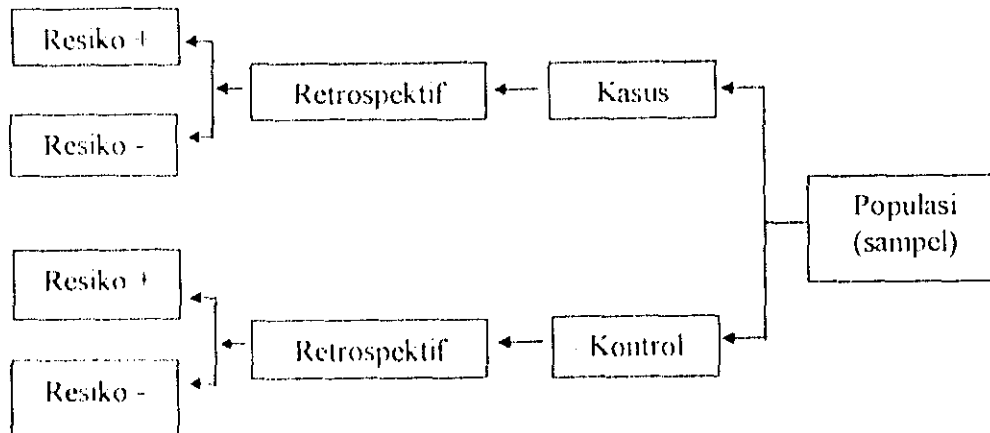 Resiko +
Retrospektif
Kasus
Resiko -
Populasi
(sampel)
Resiko +
Retrospektif
Kontrol
Resiko -